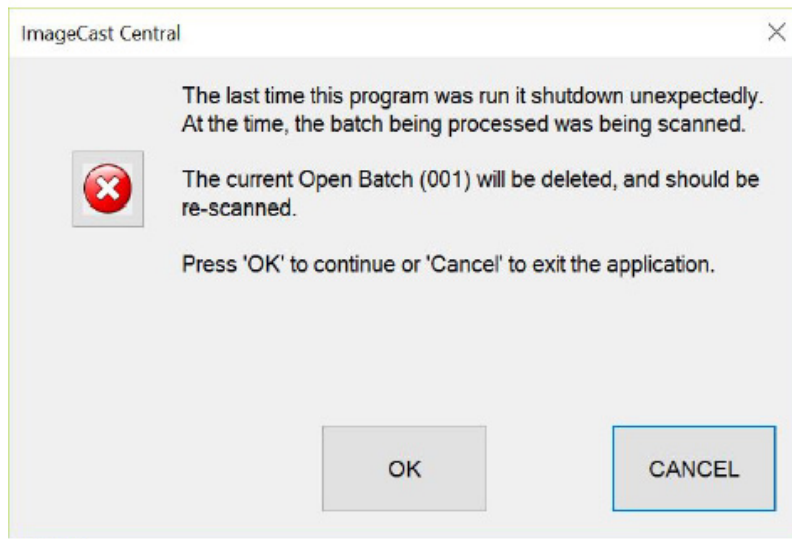 ImageCast Central
The last time this program was run it shutdown unexpectedly.
At the time, the batch being processed was being scanned.
The current Open Batch (001) will be deleted, and should be
re-scanned.
Press 'OK' to continue or 'Cancel' to exit the application.
OK
CANCEL